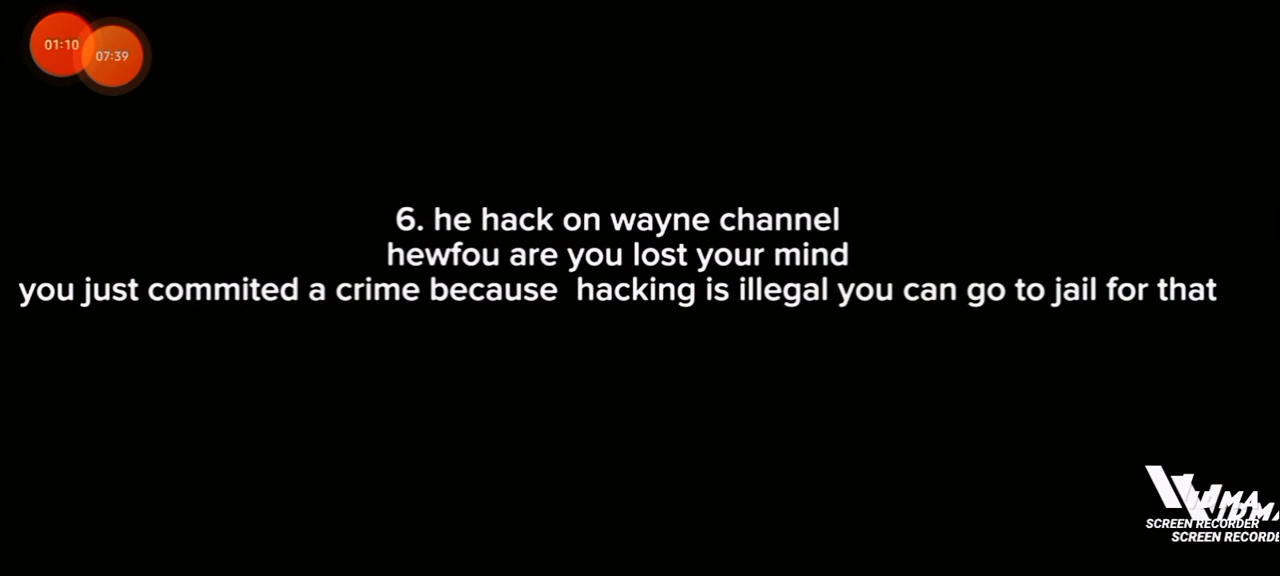 01:10
07:39
6. he hack on wayne channel
hewfou are you lost your mind
you just commited a crime because  hacking is illegal you can go to jail for that
VIDMA
SCREEN RECORDER
SCREEN RECORDE